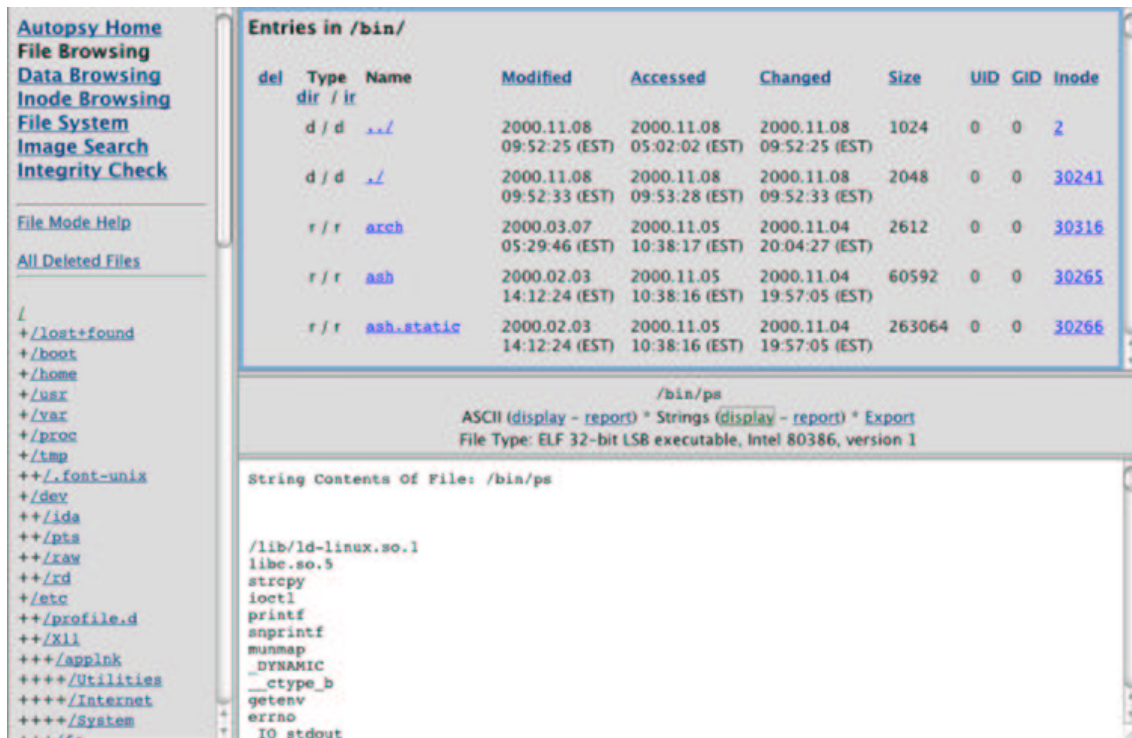 Autopsy Home
File Browsing
Data Browsing
Inode Browsing
File System
Image Search
Integrity Check
File Mode Help
All Deleted Files
/
+/lost+found
+/boot
+/home
+/usr
+/var
+/proc
+/tmp
++/.font-unix
+/dev
++/ida
++/pts
++/raw
++/rd
+/etc
++/profile.d
++/X11
+++/applnk
++++/Utilities
++++/Internet
++++/System
Entries in /bin/
del Type Name Modified Accessed Changed Size UID GID Inode
dir / ir
d / d ../ 2000.11.08 2000.11.08 2000.11.08 1024 0 0 2
09:52:25 (EST) 05:02:02 (EST) 09:52:25 (EST)
d / d ./ 2000.11.08 2000.11.08 2000.11.08 2048 0 0 30241
09:52:33 (EST) 09:53:28 (EST) 09:52:33 (EST)
r / r arch 2000.03.07 2000.11.05 2000.11.04 2612 0 0 30316
05:29:46 (EST) 10:38:17 (EST) 20:04:27 (EST)
r / r ash 2000.02.03 2000.11.05 2000.11.04 60592 0 0 30265
14:12:24 (EST) 10:38:16 (EST) 19:57:05 (EST)
r / r ash.static 2000.02.03 2000.11.05 2000.11.04 263064 0 0 30266
14:12:24 (EST) 10:38:16 (EST) 19:57:05 (EST)
/bin/ps
ASCII (display - report) * Strings (display - report) * Export
File Type: ELF 32-bit LSB executable, Intel 80386, version 1
String Contents Of File: /bin/ps
/lib/ld-linux.so.1
libc.so.5
strcpy
ioctl
printf
snprintf
munmap
_DYNAMIC
__ctype_b
getenv
errno
_IO_stdout